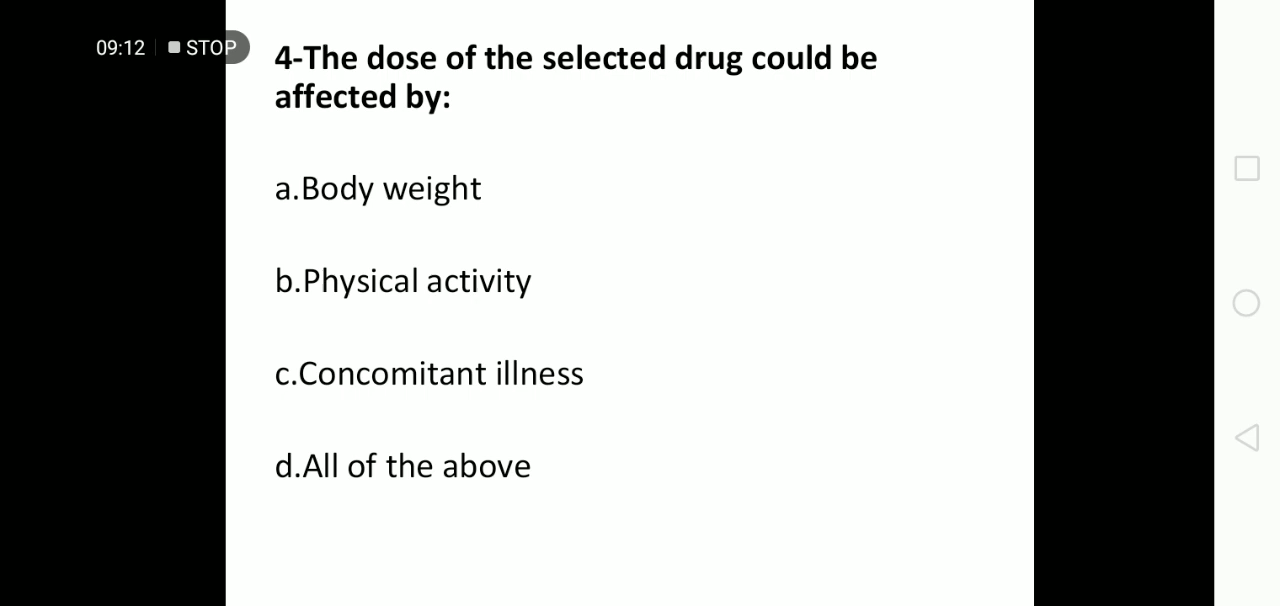 09:12 STOP
4-The dose of the selected drug could be
affected by:
a.Body weight
b.Physical activity
c.Concomitant illness
d.All of the above